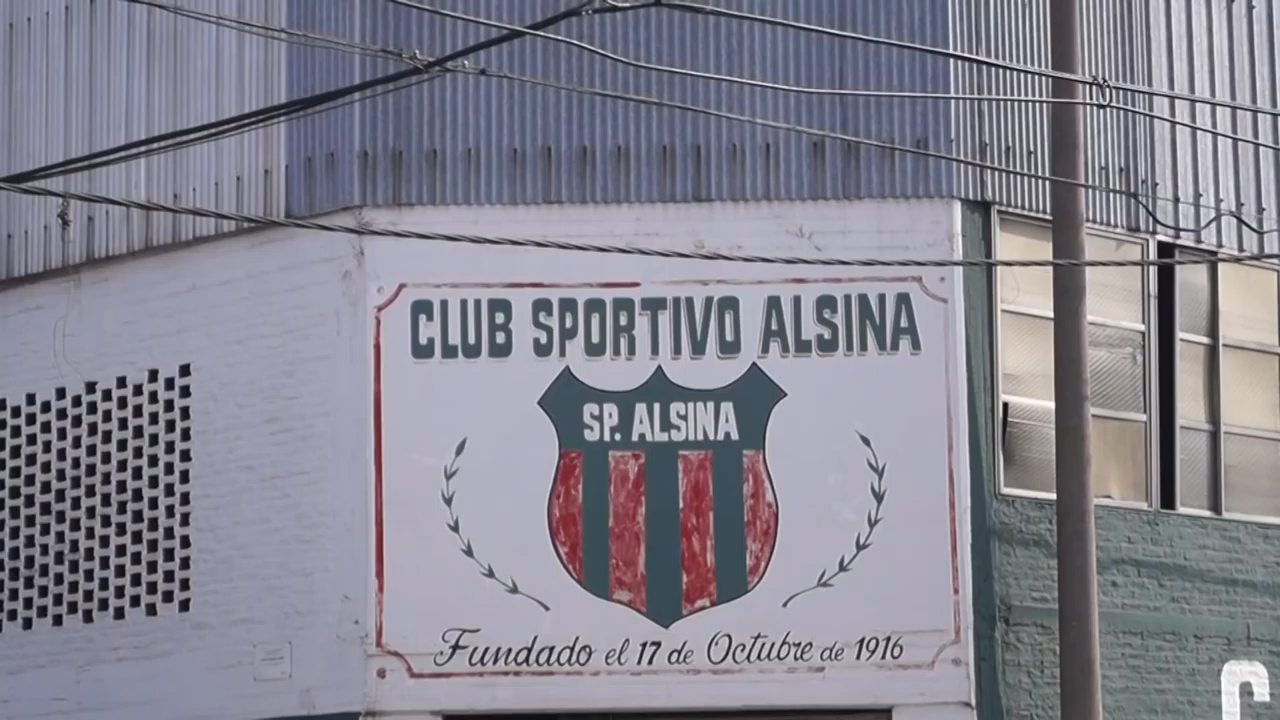 CLUB SPORTIVO ALSINA
SP. ALSINA
Fundado el 17 de Octubre de 1916